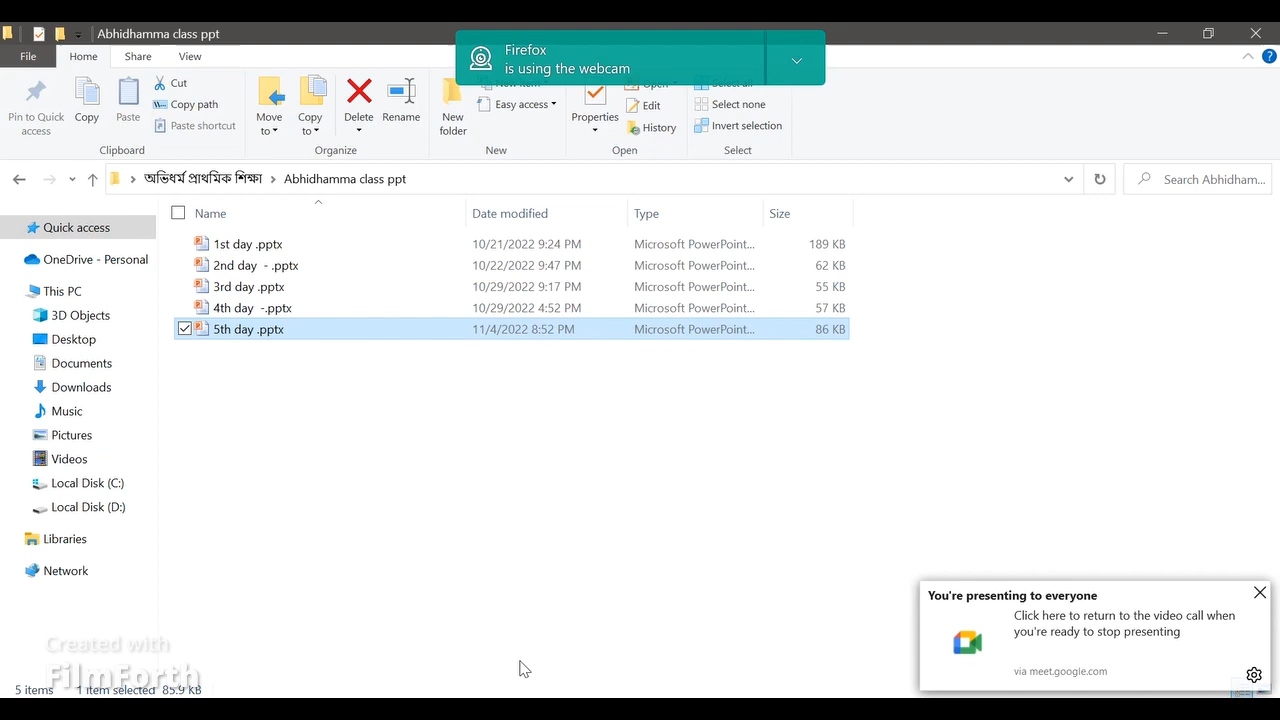 Abhidhamma class ppt
Firefox
is using the webcam
File Home Share View
Pin to Quick access
Copy
Paste
Cut
Copy path
Paste shortcut
Move to
Copy to
Delete
Rename
New folder
Easy access
Properties
Open
Edit
History
Select all
Select none
Invert selection
Clipboard Organize New Open Select
অভিধর্ম প্রাথমিক শিক্ষা Abhidhamma class ppt Search Abhidham...
Name Date modified Type Size
1st day .pptx 10/21/2022 9:24 PM Microsoft PowerPoint... 189 KB
2nd day - .pptx 10/22/2022 9:47 PM Microsoft PowerPoint... 62 KB
3rd day .pptx 10/29/2022 9:17 PM Microsoft PowerPoint... 55 KB
4th day -.pptx 10/29/2022 4:52 PM Microsoft PowerPoint... 57 KB
5th day .pptx 11/4/2022 8:52 PM Microsoft PowerPoint... 86 KB
Quick access
OneDrive - Personal
This PC
3D Objects
Desktop
Documents
Downloads
Music
Pictures
Videos
Local Disk (C:)
Local Disk (D:)
Libraries
Network
You're presenting to everyone
Click here to return to the video call when
you're ready to stop presenting
via meet.google.com
Created with
FilmForth
5 items 1 item selected 85.9 KB